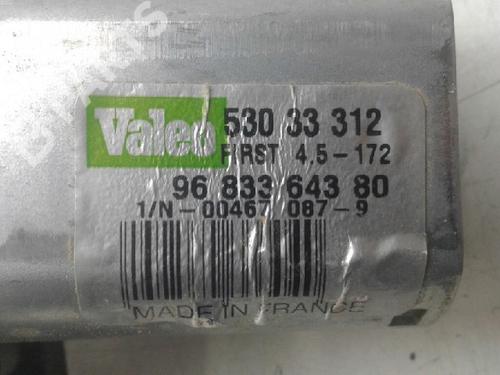 Valeo 530 33 312
FIRST 4,5-172
96 833 643 80
1/N-00467 087-9
MADE IN FRANCE